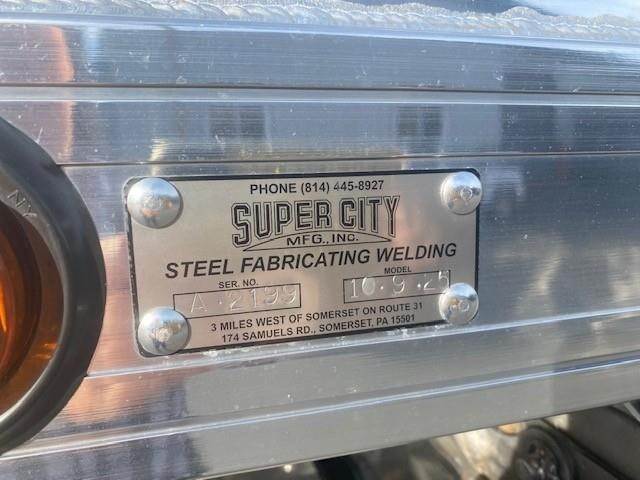 PHONE (814) 445-8927
SUPER CITY
MFG., INC.
STEEL FABRICATING WELDING
SER. NO. MODEL
A-2199 10.9.25
3 MILES WEST OF SOMERSET ON ROUTE 31
174 SAMUELS RD., SOMERSET, PA 15501